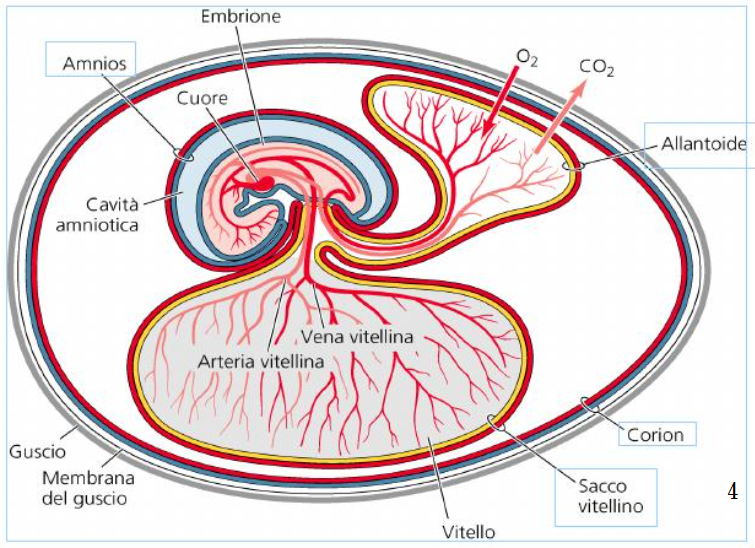 Embrione
Amnios
O2
CO2
Cuore
Allantoide
Cavità
amniotica
Vena vitellina
Arteria vitellina
Guscio
Corion
Membrana
del guscio
Sacco
vitellino
4
Vitello